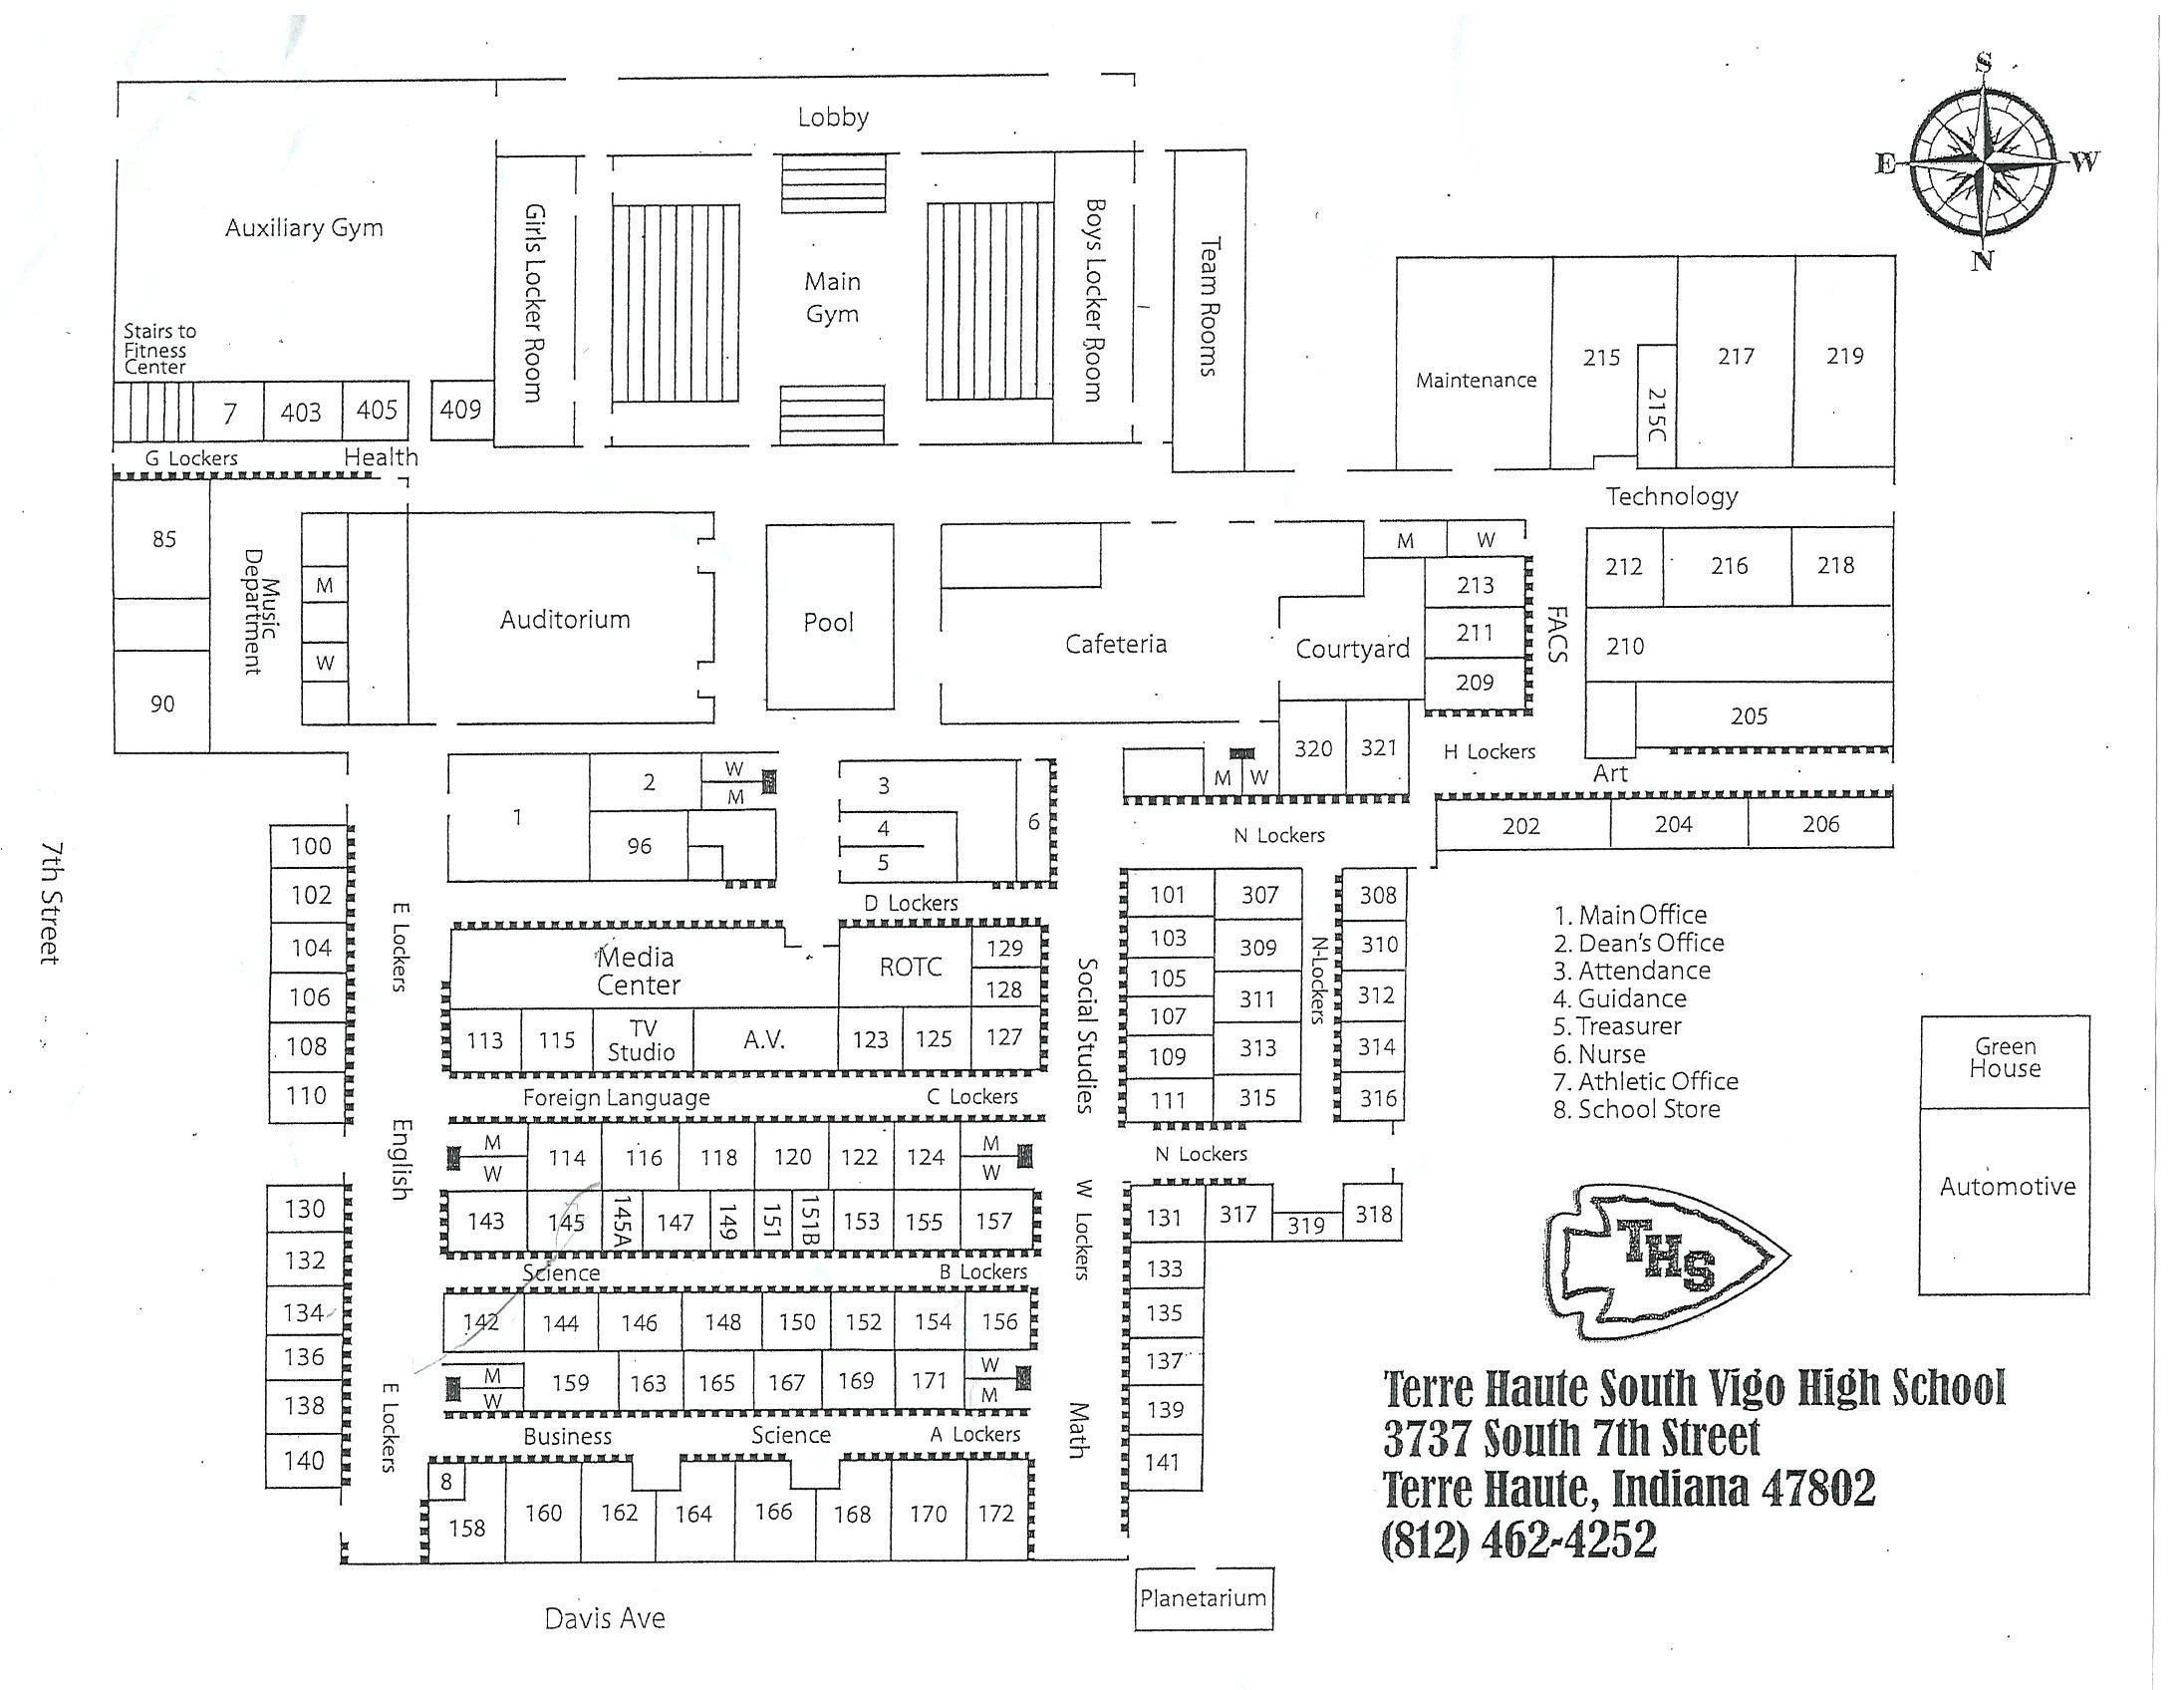 S
E
W
N
Lobby
Auxiliary Gym
Girls Locker Room
Main
Gym
Boys Locker Room
Team Rooms
Stairs to
Fitness
Center
7
403
405
409
Maintenance
215
215C
217
219
G Lockers
Health
Technology
85
Music
Department
M
W
90
Auditorium
Pool
Cafeteria
Courtyard
M
W
213
211
209
FACS
212
216
218
210
205
H Lockers
Art
320
321
M
W
N Lockers
202
204
206
1
2
W
M
96
3
4
5
6
D Lockers
7th Street
100
102
104
106
108
110
E Lockers
English
Media
Center
ROTC
129
128
113
115
TV
Studio
A.V.
123
125
127
Social Studies
101
103
105
107
109
111
307
309
311
313
315
N-Lockers
308
310
312
314
316
Foreign Language
C Lockers
M
W
114
116
118
120
122
124
M
W
N Lockers
130
132
134
136
138
140
143
145
145A
147
149
151
151B
153
155
157
W Lockers
131
317
319
318
133
135
137
139
141
Science
B Lockers
142
144
146
148
150
152
154
156
M
W
159
163
165
167
169
171
W
M
E Lockers
Business
Science
A Lockers
Math
8
158
160
162
164
166
168
170
172
Planetarium
Davis Ave
1. Main Office
2. Dean's Office
3. Attendance
4. Guidance
5. Treasurer
6. Nurse
7. Athletic Office
8. School Store
Green
House
Automotive
THS
Terre Haute South Vigo High School
3737 South 7th Street
Terre Haute, Indiana 47802
(812) 462-4252